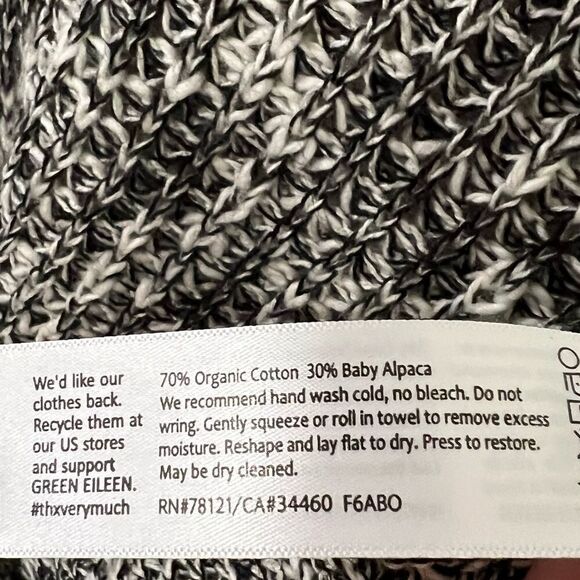 We'd like our
clothes back.
Recycle them at
our US stores
and support
GREEN EILEEN.
#thxverymuch
70% Organic Cotton 30% Baby Alpaca
We recommend hand wash cold, no bleach. Do not
wring. Gently squeeze or roll in towel to remove excess
moisture. Reshape and lay flat to dry. Press to restore.
May be dry cleaned.
RN#78121/CA#34460 F6ABO